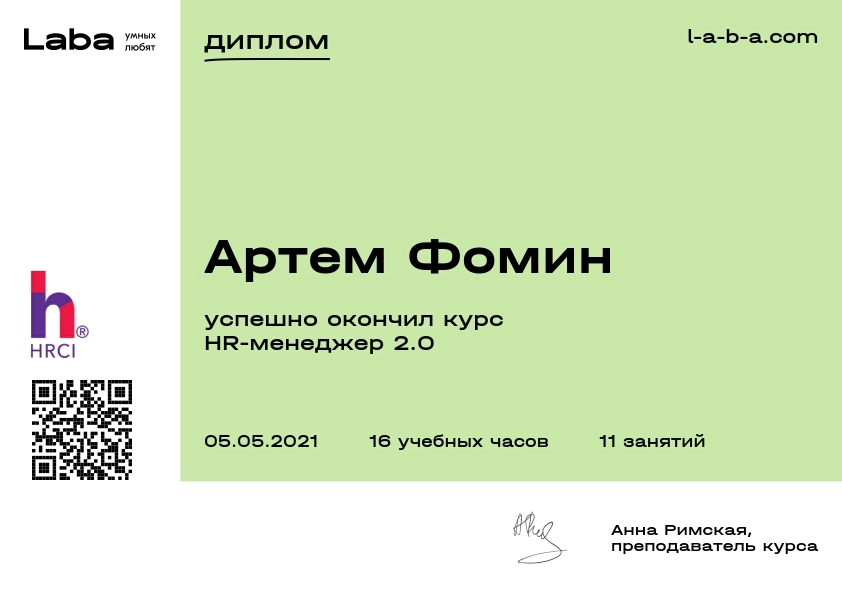 Laba умных
любят
диплом
l-a-b-a.com
Артем Фомин
успешно окончил курс
HR-менеджер 2.0
h®
HRCI
05.05.2021 16 учебных часов 11 занятий
Анна Римская,
преподаватель курса